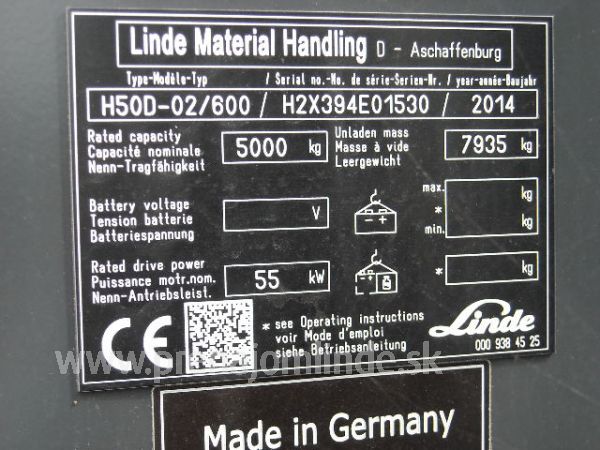 Linde Material Handling D - Aschaffenburg
Type-Modèle-Typ / Serial no.-No. de série-Serien-Nr. / year-année-Baujahr
H50D-02/600 / H2X394E01530 / 2014
Rated capacity
Capacité nominale
Nenn-Tragfähigkeit
5000 kg
Unladen mass
Masse à vide
Leergewicht
7935 kg
Battery voltage
Tension batterie
Batteriespannung
V
- +
max.
*
min.
kg
kg
Rated drive power
Puissance motr.nom.
Nenn-Antriebsleist.
55 kW
- +
* kg
CE
* see Operating instructions
voir Mode d'emploi
siehe Betriebsanleitung
Linde
000 938 45 25
www.predajomlinde.sk
Made in Germany